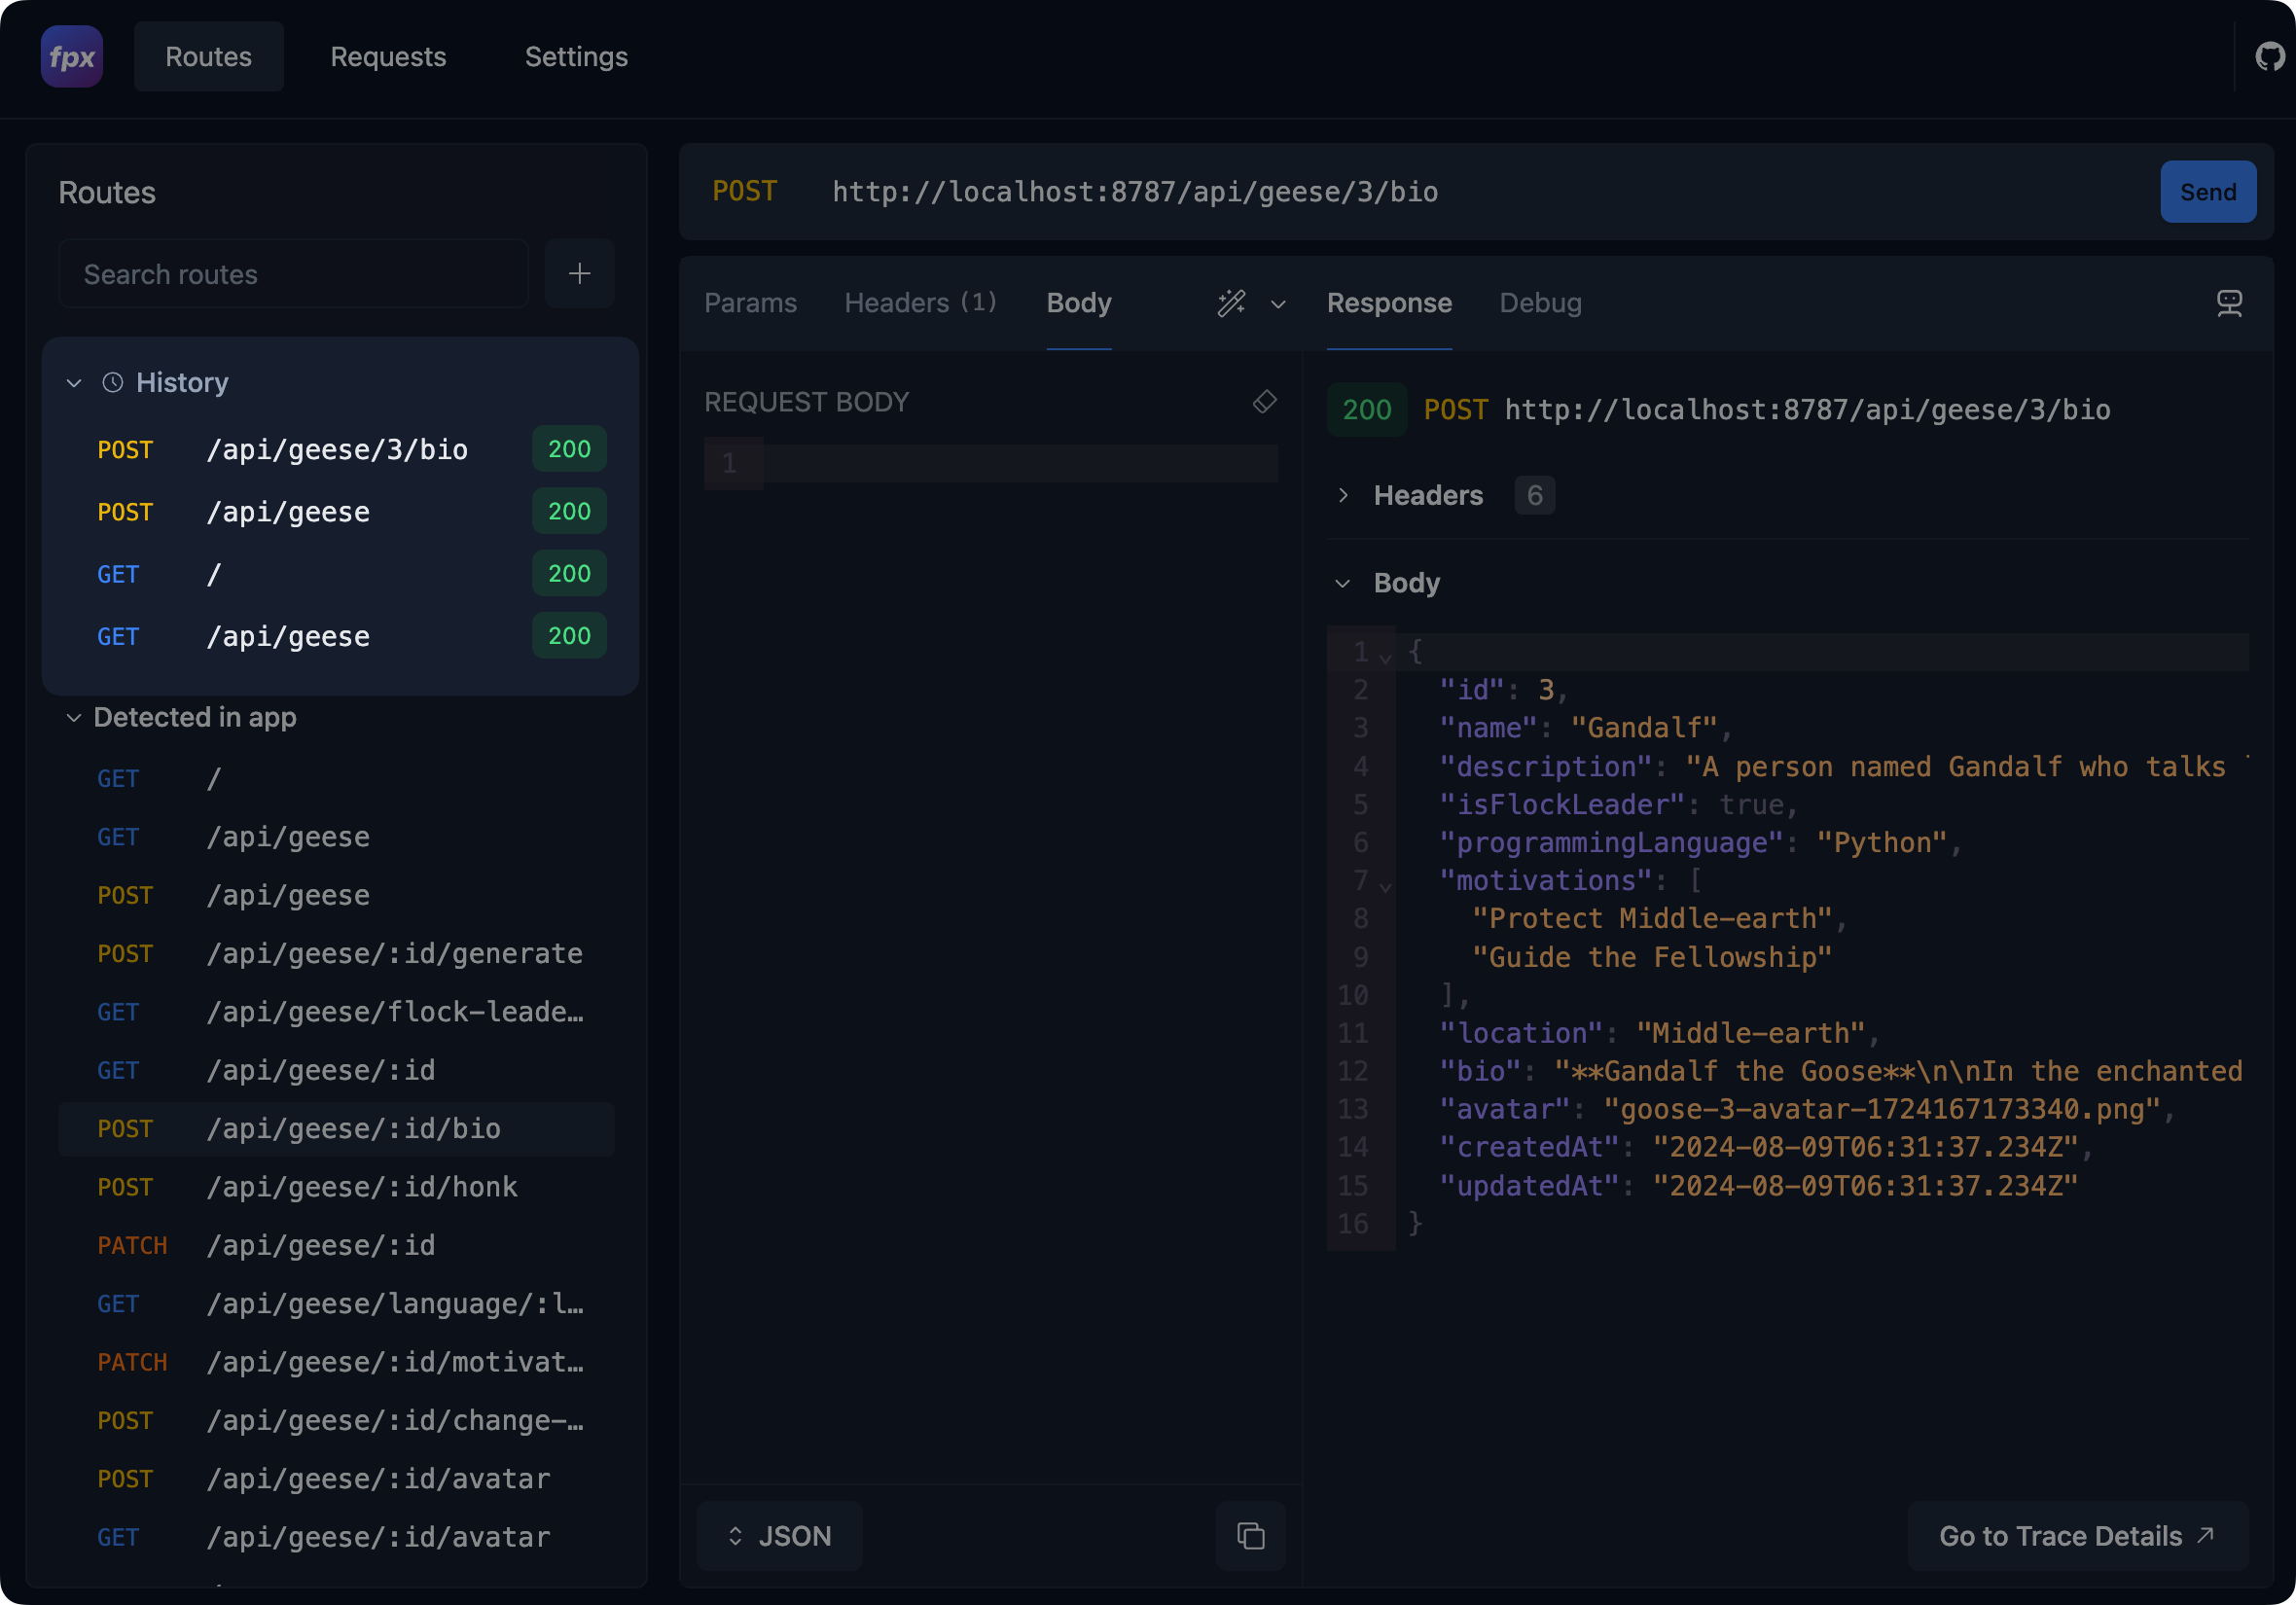 fpx Routes Requests Settings
Routes
Search routes
History
POST /api/geese/3/bio 200
POST /api/geese 200
GET / 200
GET /api/geese 200
Detected in app
GET /
GET /api/geese
POST /api/geese
POST /api/geese/:id/generate
GET /api/geese/flock-leade…
GET /api/geese/:id
POST /api/geese/:id/bio
POST /api/geese/:id/honk
PATCH /api/geese/:id
GET /api/geese/language/:l…
PATCH /api/geese/:id/motivat…
POST /api/geese/:id/change-…
POST /api/geese/:id/avatar
GET /api/geese/:id/avatar
POST http://localhost:8787/api/geese/3/bio Send
Params Headers (1) Body
REQUEST BODY
1
JSON
Response Debug
200 POST http://localhost:8787/api/geese/3/bio
Headers 6
Body
1 {
2 "id": 3,
3 "name": "Gandalf",
4 "description": "A person named Gandalf who talks
5 "isFlockLeader": true,
6 "programmingLanguage": "Python",
7 "motivations": [
8 "Protect Middle-earth",
9 "Guide the Fellowship"
10 ],
11 "location": "Middle-earth",
12 "bio": "**Gandalf the Goose**\n\nIn the enchanted
13 "avatar": "goose-3-avatar-1724167173340.png",
14 "createdAt": "2024-08-09T06:31:37.234Z",
15 "updatedAt": "2024-08-09T06:31:37.234Z"
16 }
Go to Trace Details